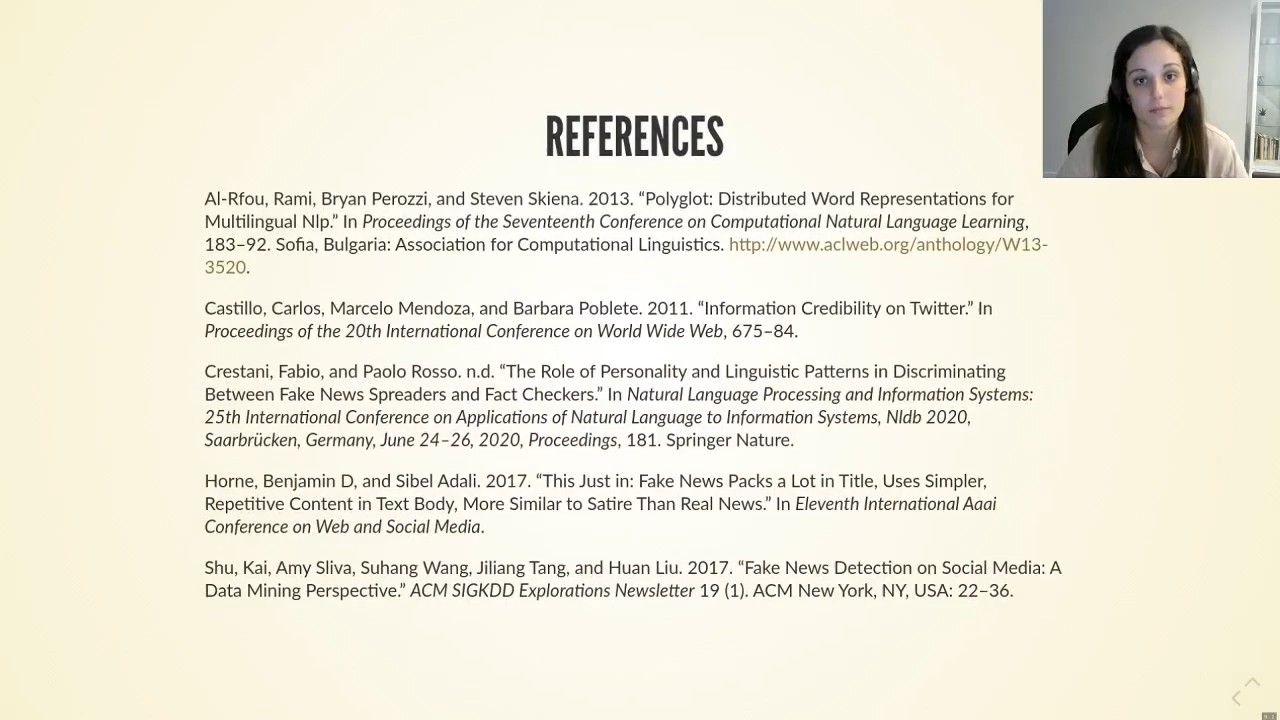 REFERENCES
Al-Rfou, Rami, Bryan Perozzi, and Steven Skiena. 2013. “Polyglot: Distributed Word Representations for
Multilingual Nlp.” In Proceedings of the Seventeenth Conference on Computational Natural Language Learning,
183–92. Sofia, Bulgaria: Association for Computational Linguistics. http://www.aclweb.org/anthology/W13-
3520.
Castillo, Carlos, Marcelo Mendoza, and Barbara Poblete. 2011. “Information Credibility on Twitter.” In
Proceedings of the 20th International Conference on World Wide Web, 675–84.
Crestani, Fabio, and Paolo Rosso. n.d. “The Role of Personality and Linguistic Patterns in Discriminating
Between Fake News Spreaders and Fact Checkers.” In Natural Language Processing and Information Systems:
25th International Conference on Applications of Natural Language to Information Systems, Nldb 2020,
Saarbrücken, Germany, June 24–26, 2020, Proceedings, 181. Springer Nature.
Horne, Benjamin D, and Sibel Adali. 2017. “This Just in: Fake News Packs a Lot in Title, Uses Simpler,
Repetitive Content in Text Body, More Similar to Satire Than Real News.” In Eleventh International Aaai
Conference on Web and Social Media.
Shu, Kai, Amy Sliva, Suhang Wang, Jiliang Tang, and Huan Liu. 2017. “Fake News Detection on Social Media: A
Data Mining Perspective.” ACM SIGKDD Explorations Newsletter 19 (1). ACM New York, NY, USA: 22–36.